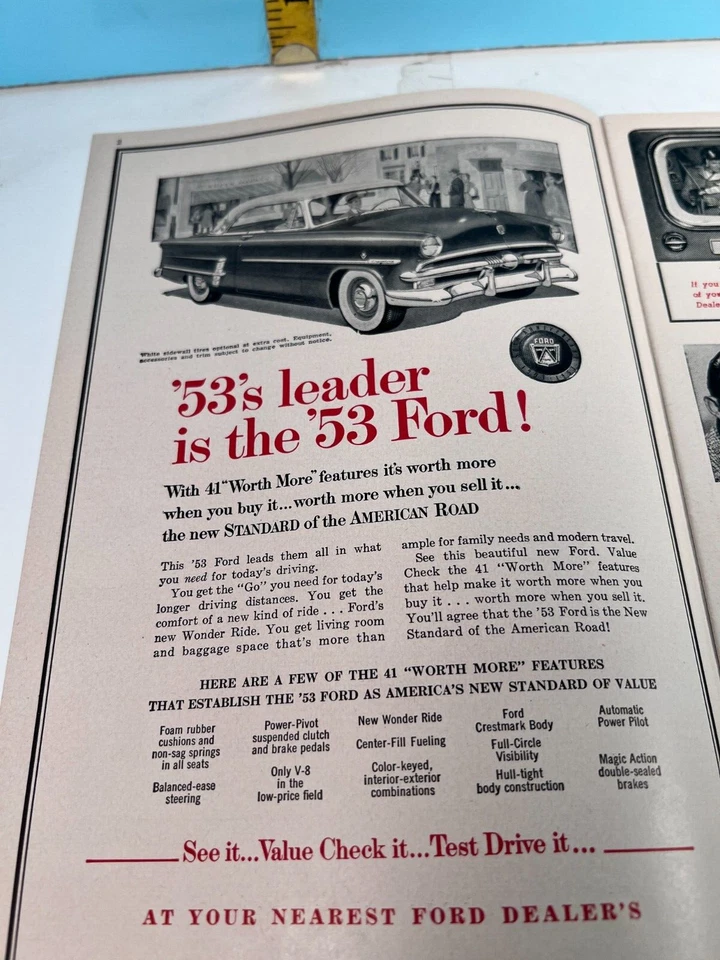 White sidewall tires optional at extra cost. Equipment,
accessories and trim subject to change without notice.
FORD
'53's leader
is the '53 Ford!
With 41 "Worth More" features it's worth more
when you buy it...worth more when you sell it...
the new STANDARD of the AMERICAN ROAD
This '53 Ford leads them all in what
you need for today's driving.
You get the "Go" you need for today's
longer driving distances. You get the
comfort of a new kind of ride . . . Ford's
new Wonder Ride. You get living room
and baggage space that's more than
ample for family needs and modern travel.
See this beautiful new Ford. Value
Check the 41 "Worth More" features
that help make it worth more when you
buy it . . . worth more when you sell it.
You'll agree that the '53 Ford is the New
Standard of the American Road!
HERE ARE A FEW OF THE 41 "WORTH MORE" FEATURES
THAT ESTABLISH THE '53 FORD AS AMERICA'S NEW STANDARD OF VALUE
Foam rubber
cushions and
non-sag springs
in all seats
Balanced-ease
steering
Power-Pivot
suspended clutch
and brake pedals
Only V-8
in the
low-price field
New Wonder Ride
Center-Fill Fueling
Color-keyed,
interior-exterior
combinations
Ford
Crestmark Body
Full-Circle
Visibility
Hull-tight
body construction
Automatic
Power Pilot
Magic Action
double-sealed
brakes
See it...Value Check it...Test Drive it...
AT YOUR NEAREST FORD DEALER'S
If you
of you
Deale